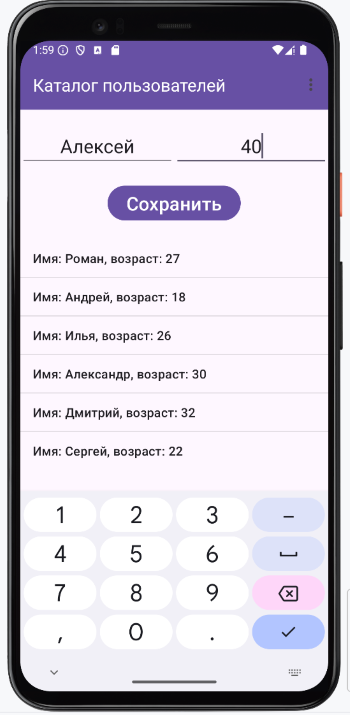 1:59
Каталог пользователей
Алексей 40
Сохранить
Имя: Роман, возраст: 27
Имя: Андрей, возраст: 18
Имя: Илья, возраст: 26
Имя: Александр, возраст: 30
Имя: Дмитрий, возраст: 32
Имя: Сергей, возраст: 22
1 2 3 –
4 5 6
7 8 9
, 0 .